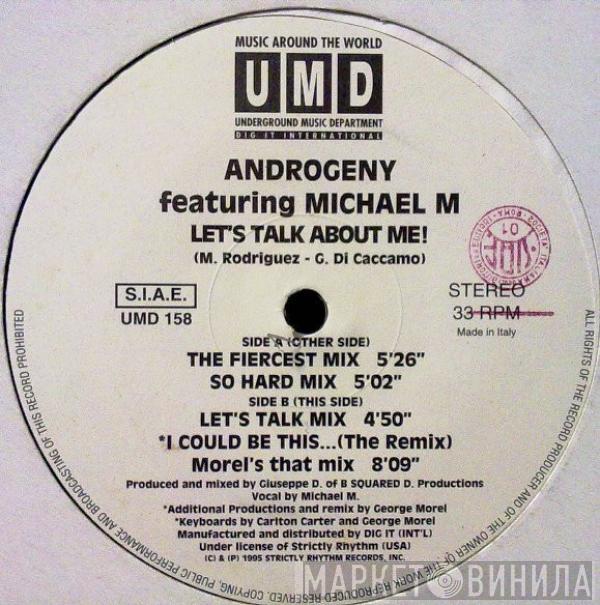 MUSIC AROUND THE WORLD
UMD
UNDERGROUND MUSIC DEPARTMENT
DIG IT INTERNATIONAL
ANDROGENY
featuring MICHAEL M
LET'S TALK ABOUT ME!
(M. Rodriguez - G. Di Caccamo)
S.I.A.E.
UMD 158
STEREO
33 RPM
Made in Italy
SIDE A (OTHER SIDE)
THE FIERCEST MIX 5'26"
SO HARD MIX 5'02"
SIDE B (THIS SIDE)
LET'S TALK MIX 4'50"
*I COULD BE THIS...(The Remix)
Morel's that mix 8'09"
Produced and mixed by Giuseppe D. of B SQUARED D. Productions
Vocal by Michael M.
*Additional Productions and remix by George Morel
*Keyboards by Carlton Carter and George Morel
Manufactured and distributed by DIG IT (INT'L)
Under license of Strictly Rhythm (USA)
(C) & (P) 1995 STRICTLY RHYTHM RECORDS, INC.
ALL RIGHTS OF THE RECORD PRODUCER AND OF THE OWNER OF THE WORK REPRODUCED RESERVED. COPYING, PUBLIC PERFORMANCE AND BROADCASTING OF THIS RECORD PROHIBITED
SIAE
01
ROMA
МАРКЕТ ВИНИЛА